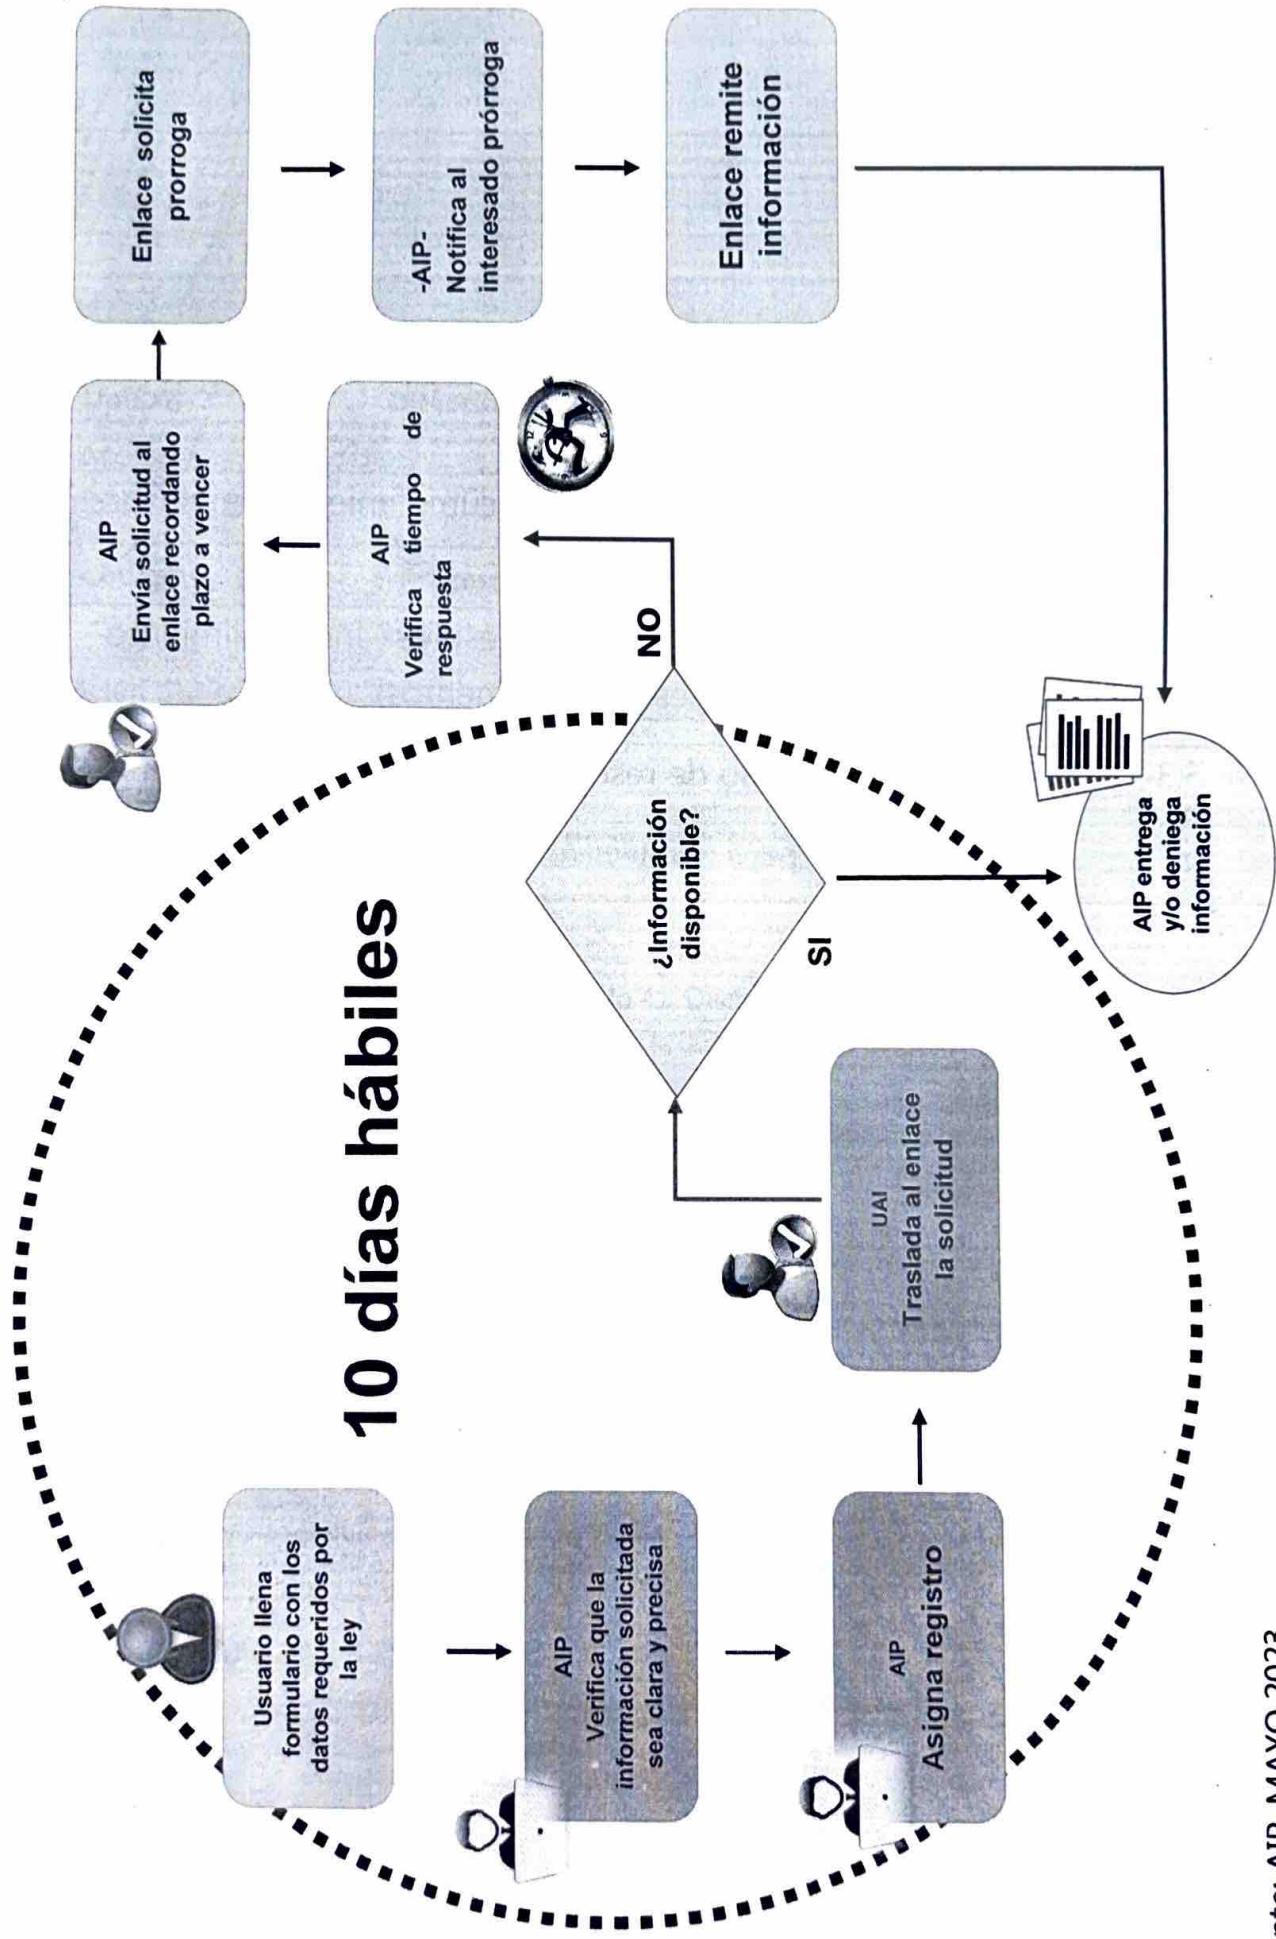 10 días hábiles
Usuario llena
formulario con los
datos requeridos por
la ley
AIP
Verifica que la
información solicitada
sea clara y precisa
AIP
Asigna registro
UAI
Traslada al enlace
la solicitud
¿Información
disponible?
SI
NO
AIP
Verifica tiempo de
respuesta
AIP
Envía solicitud al
enlace recordando
plazo a vencer
Enlace solicita
prorroga
-AIP-
Notifica al
interesado prórroga
Enlace remite
información
AIP entrega
y/o deniega
información
AIP, MAYO 2023